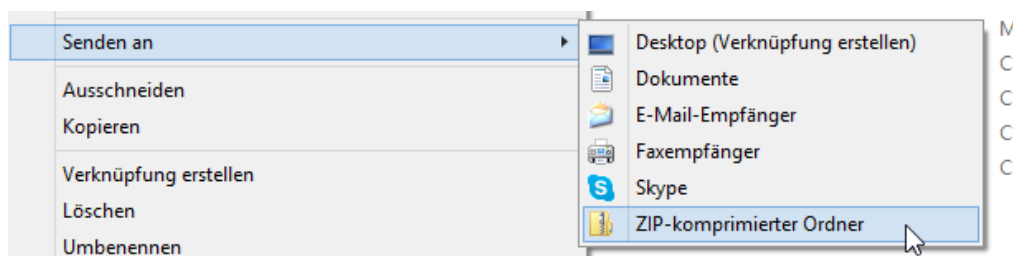 Senden an
Ausschneiden
Kopieren
Verknüpfung erstellen
Löschen
Umbenennen
Desktop (Verknüpfung erstellen)
Dokumente
E-Mail-Empfänger
Faxempfänger
Skype
ZIP-komprimierter Ordner